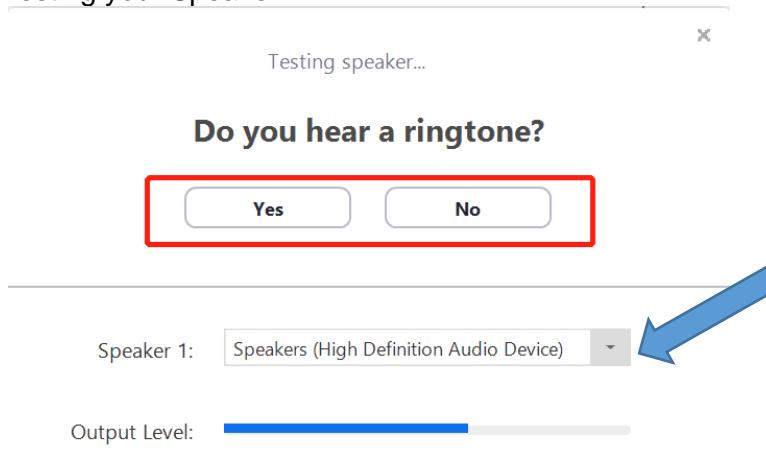 Testing speaker...
Do you hear a ringtone?
Yes No
Speaker 1: Speakers (High Definition Audio Device)
Output Level: